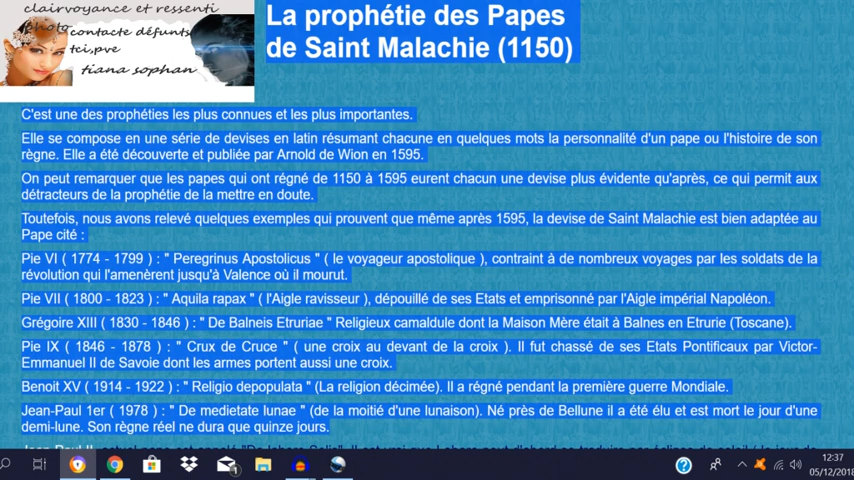 clairvoyance et ressenti
photo
contacte défunts
tci,pve
tiana sophan
La prophétie des Papes
de Saint Malachie (1150)
C'est une des prophéties les plus connues et les plus importantes.
Elle se compose en une série de devises en latin résumant chacune en quelques mots la personnalité d'un pape ou l'histoire de son
règne. Elle a été découverte et publiée par Arnold de Wion en 1595.
On peut remarquer que les papes qui ont régné de 1150 à 1595 eurent chacun une devise plus évidente qu'après, ce qui permit aux
détracteurs de la prophétie de la mettre en doute.
Toutefois, nous avons relevé quelques exemples qui prouvent que même après 1595, la devise de Saint Malachie est bien adaptée au
Pape cité :
Pie VI ( 1774 - 1799 ) : " Peregrinus Apostolicus " ( le voyageur apostolique ), contraint à de nombreux voyages par les soldats de la
révolution qui l'amenèrent jusqu'à Valence où il mourut.
Pie VII ( 1800 - 1823 ) : " Aquila rapax " ( l'Aigle ravisseur ), dépouillé de ses Etats et emprisonné par l'Aigle impérial Napoléon.
Grégoire XIII ( 1830 - 1846 ) : " De Balneis Etruriae " Religieux camaldule dont la Maison Mère était à Balnes en Etrurie (Toscane).
Pie IX ( 1846 - 1878 ) : " Crux de Cruce " ( une croix au devant de la croix ). Il fut chassé de ses Etats Pontificaux par Victor-
Emmanuel II de Savoie dont les armes portent aussi une croix.
Benoit XV ( 1914 - 1922 ) : " Religio depopulata " (La religion décimée). Il a régné pendant la première guerre Mondiale.
Jean-Paul 1er ( 1978 ) : " De medietate lunae " (de la moitié d'une lunaison). Né près de Bellune il a été élu et est mort le jour d'une
demi-lune. Son règne réel ne dura que quinze jours.
12:37
05/12/2018